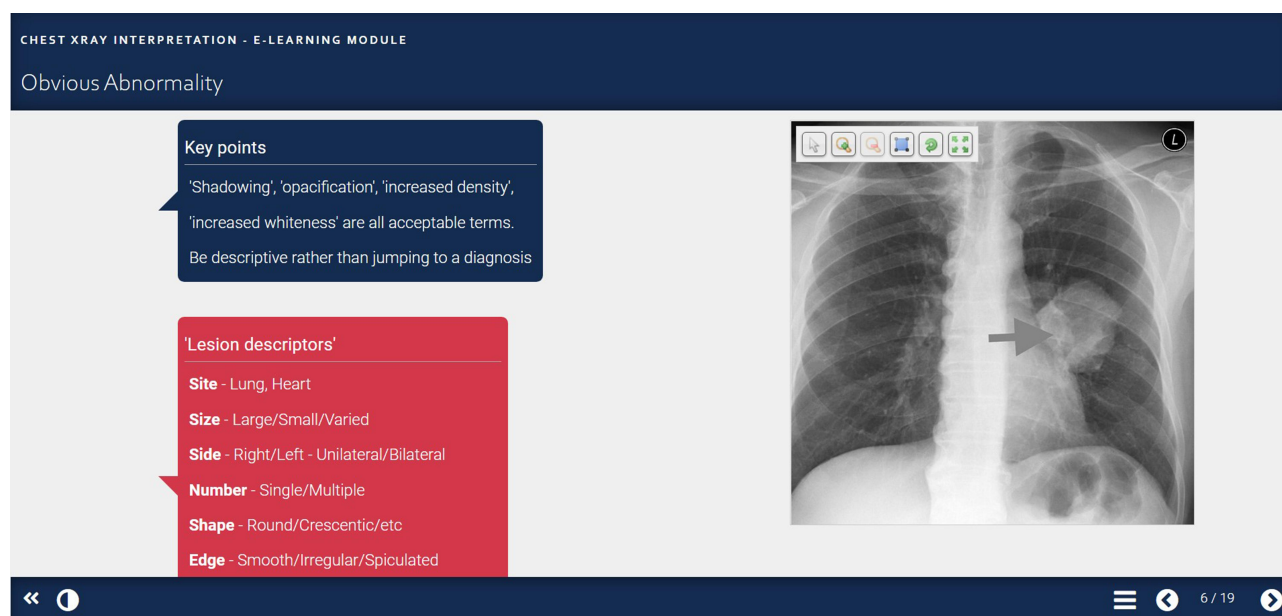 CHEST XRAY INTERPRETATION - E-LEARNING MODULE
Obvious Abnormality
Key points
'Shadowing', 'opacification', 'increased density',
'increased whiteness' are all acceptable terms.
Be descriptive rather than jumping to a diagnosis
'Lesion descriptors'
Site - Lung, Heart
Size - Large/Small/Varied
Side - Right/Left - Unilateral/Bilateral
Number - Single/Multiple
Shape - Round/Crescentic/etc
Edge - Smooth/Irregular/Spiculated
L
6 / 19